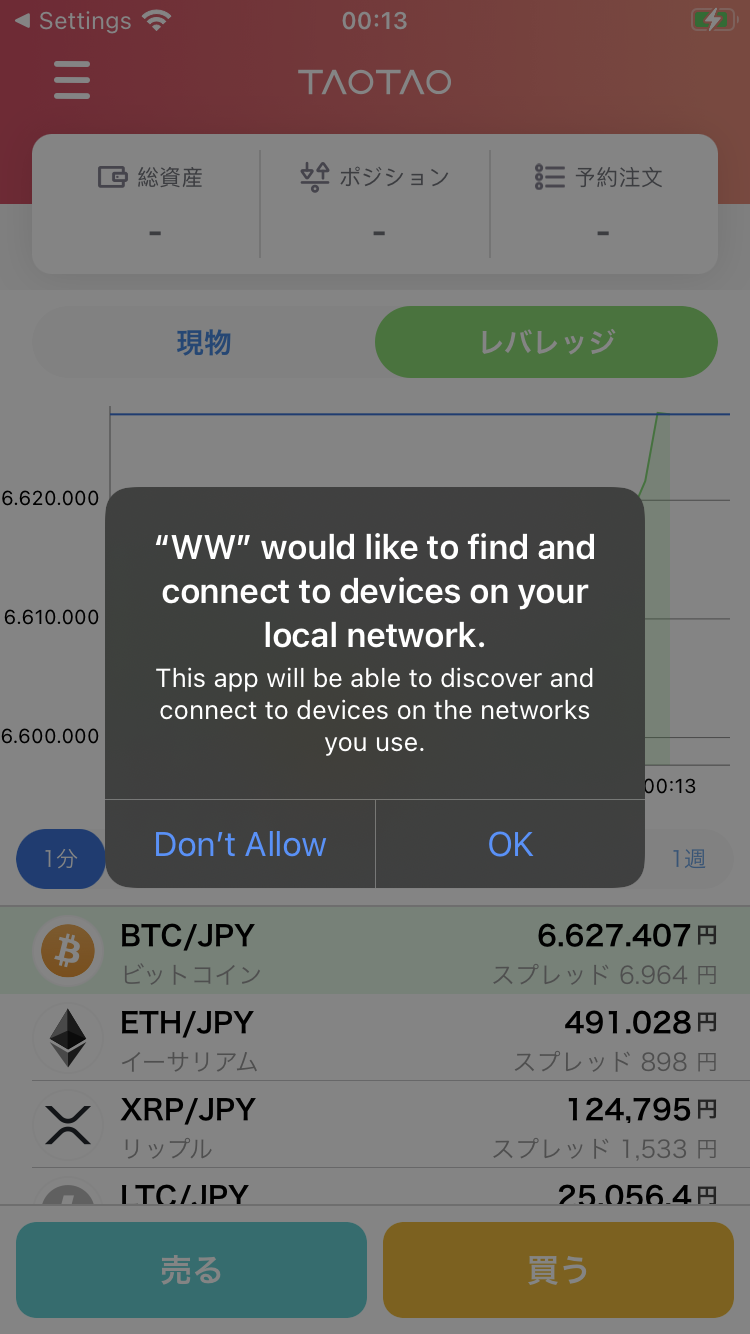 Settings 00:13
TAOTAO
総資産 ポジション 予約注文
- - -
現物 レバレッジ
6.620.000
6.610.000
6.600.000
00:13
“WW” would like to find and
connect to devices on your
local network.
This app will be able to discover and
connect to devices on the networks
you use.
Don’t Allow OK
1分 1週
BTC/JPY 6.627.407円
ビットコイン スプレッド 6.964 円
ETH/JPY 491.028円
イーサリアム スプレッド 898 円
XRP/JPY 124,795円
リップル スプレッド 1,533 円
LTC/JPY 25.056.4円
売る 買う